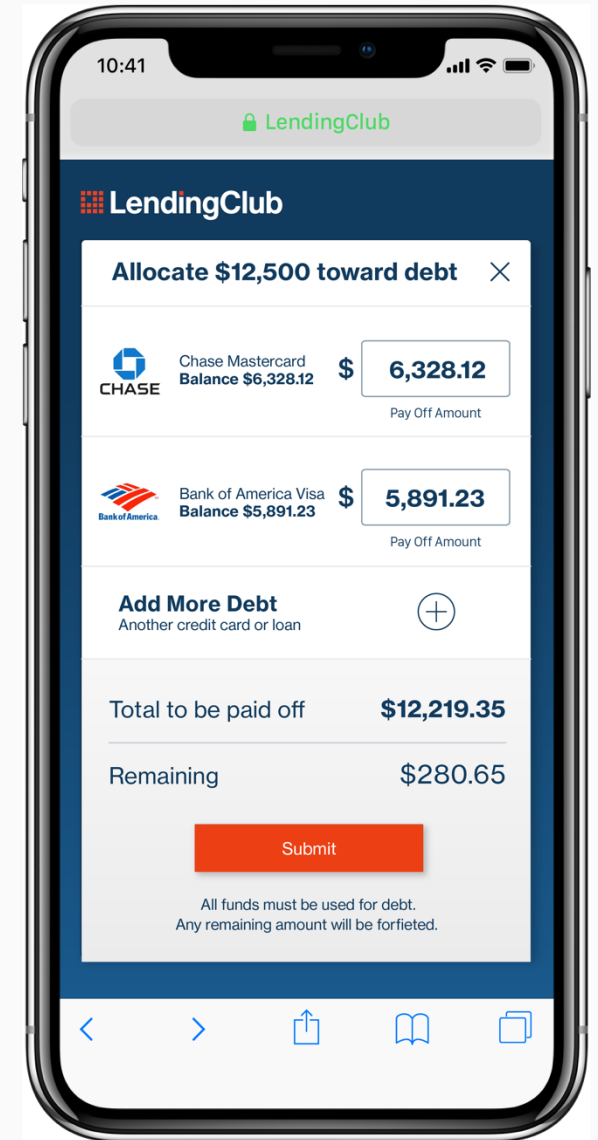 10:41
LendingClub
LendingClub
Allocate $12,500 toward debt
CHASE
Chase Mastercard
Balance $6,328.12
$ 6,328.12
Pay Off Amount
Bank of America
Bank of America Visa
Balance $5,891.23
$ 5,891.23
Pay Off Amount
Add More Debt
Another credit card or loan
Total to be paid off $12,219.35
Remaining $280.65
Submit
All funds must be used for debt.
Any remaining amount will be forfieted.